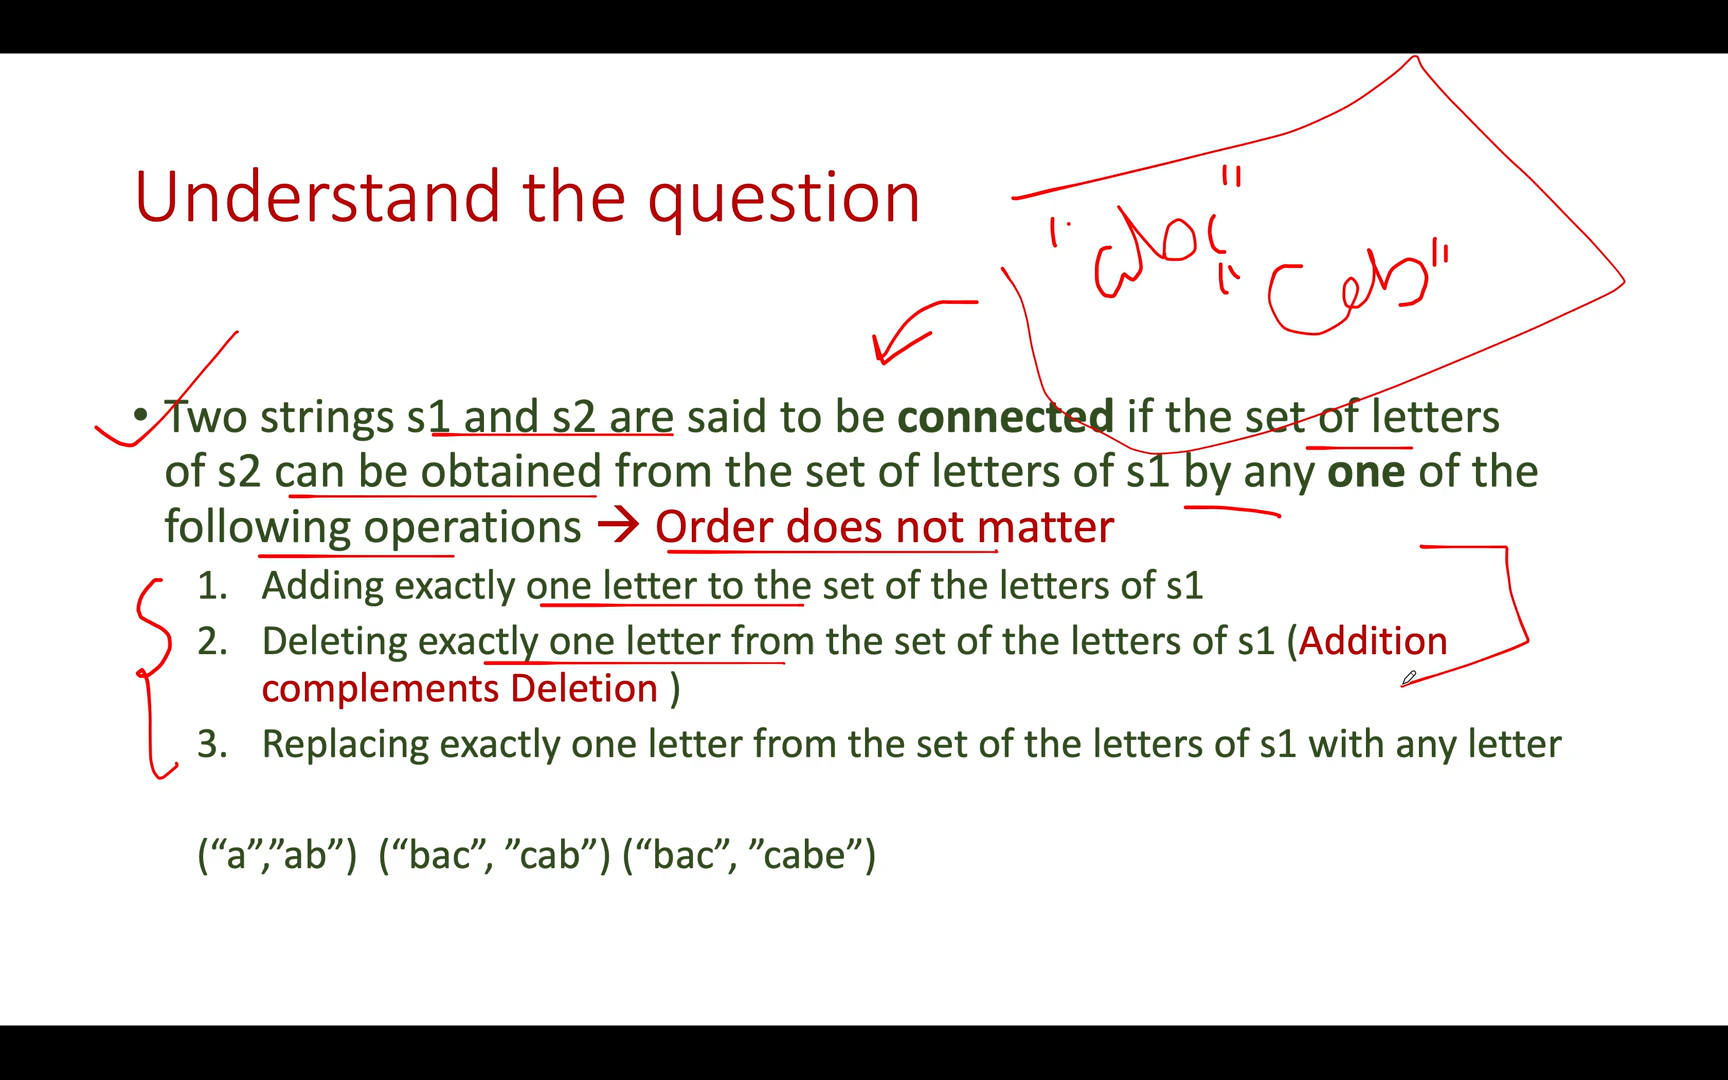 Understand the question
"abc"
"Cab"
• Two strings s1 and s2 are said to be connected if the set of letters
of s2 can be obtained from the set of letters of s1 by any one of the
following operations → Order does not matter
1. Adding exactly one letter to the set of the letters of s1
2. Deleting exactly one letter from the set of the letters of s1 (Addition
complements Deletion )
3. Replacing exactly one letter from the set of the letters of s1 with any letter
(“a”,”ab”) (“bac”, ”cab”) (“bac”, ”cabe”)